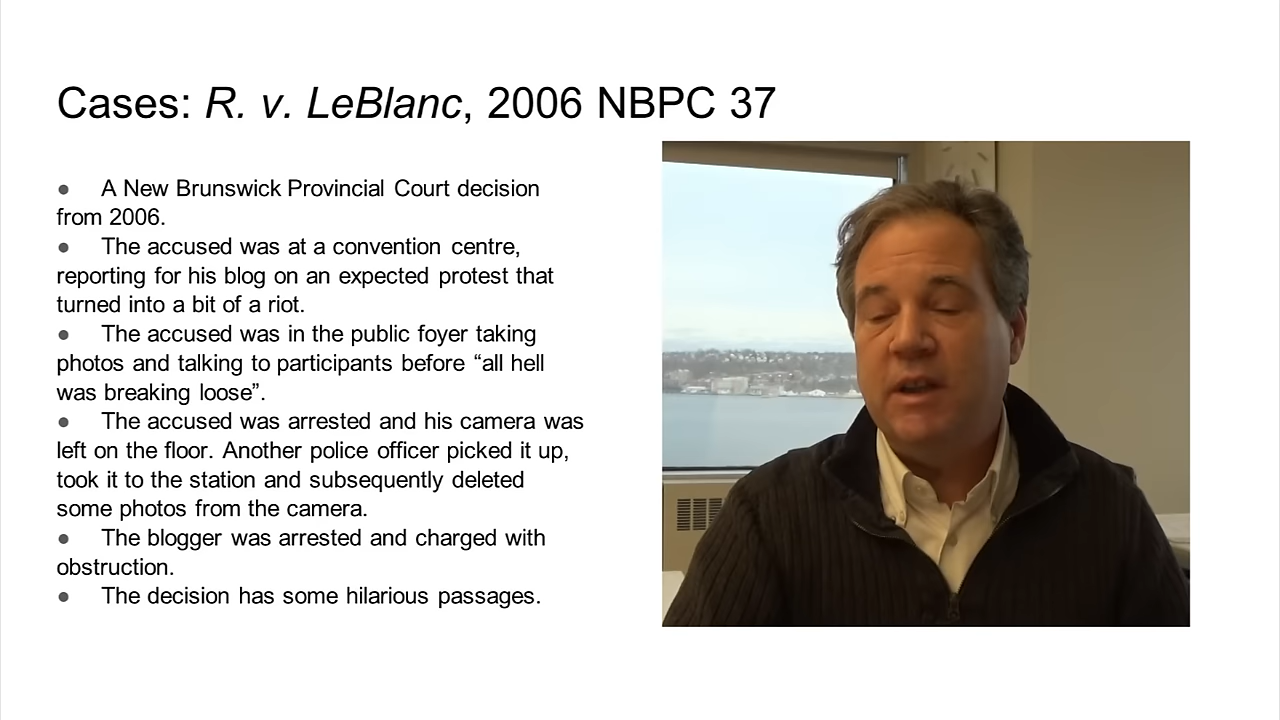 Cases: R. v. LeBlanc, 2006 NBPC 37
● A New Brunswick Provincial Court decision
from 2006.
● The accused was at a convention centre,
reporting for his blog on an expected protest that
turned into a bit of a riot.
● The accused was in the public foyer taking
photos and talking to participants before “all hell
was breaking loose”.
● The accused was arrested and his camera was
left on the floor. Another police officer picked it up,
took it to the station and subsequently deleted
some photos from the camera.
● The blogger was arrested and charged with
obstruction.
● The decision has some hilarious passages.